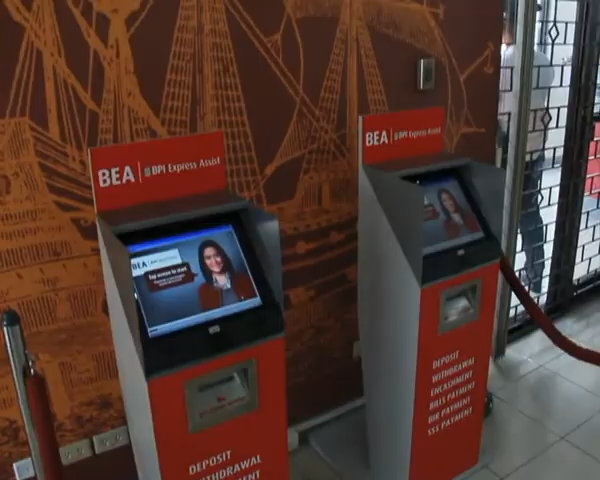 BEA BPI Express Assist
BEA
Tap screen to start
DEPOSIT
WITHDRAWAL
BEA BPI Express Assist
DEPOSIT
WITHDRAWAL
ENCASHMENT
BILLS PAYMENT
BIR PAYMENT
SSS PAYMENT